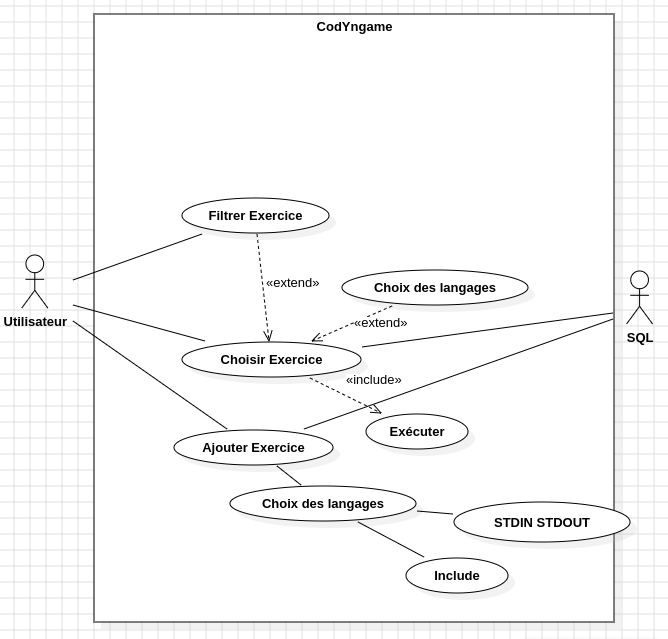 CodYngame
Filtrer Exercice
«extend»
Choix des langages
Utilisateur
«extend»
SQL
Choisir Exercice
«include»
Exécuter
Ajouter Exercice
Choix des langages
STDIN STDOUT
Include